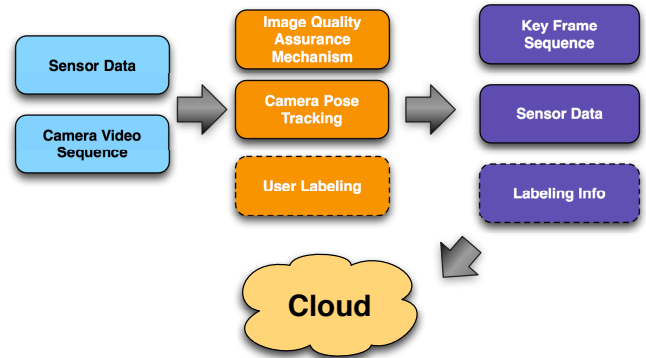 Sensor Data
Camera Video
Sequence
Image Quality
Assurance
Mechanism
Camera Pose
Tracking
User Labeling
Key Frame
Sequence
Sensor Data
Labeling Info
Cloud